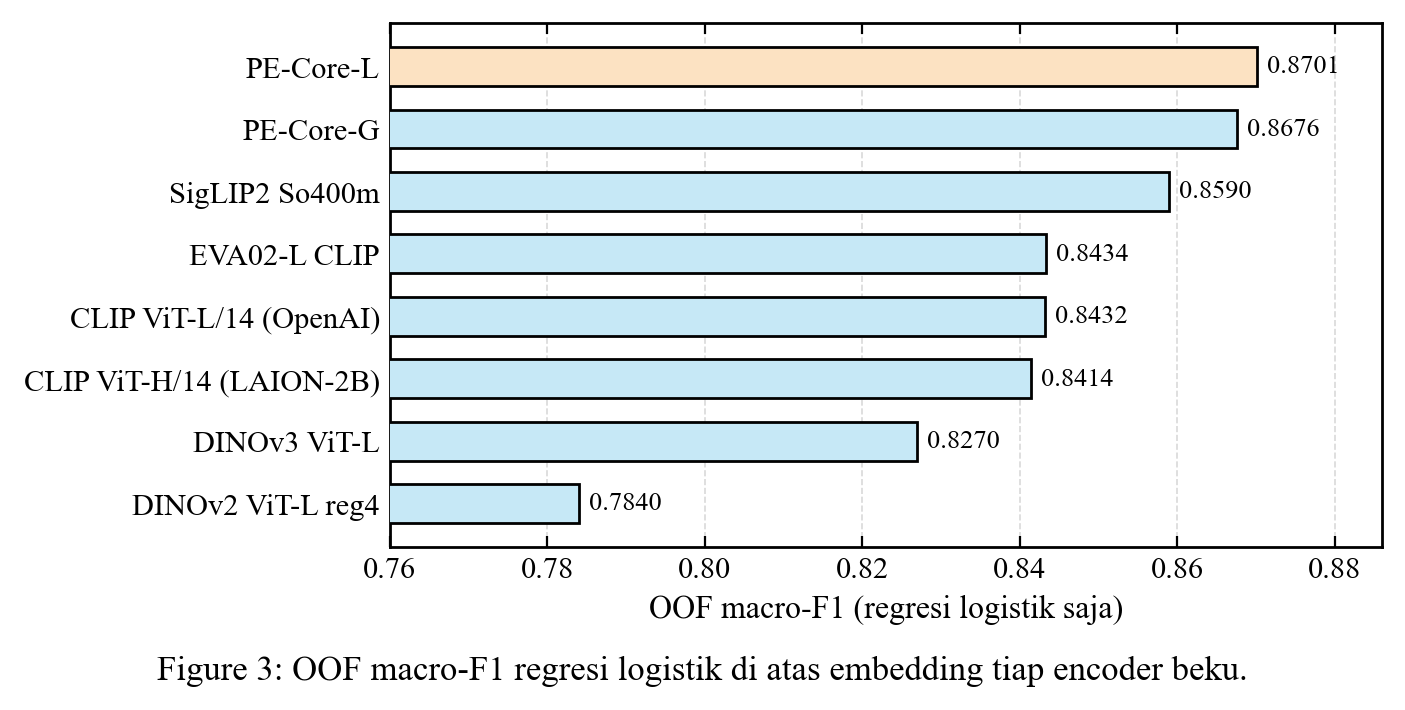 PE-Core-L 0.8701
PE-Core-G 0.8676
SigLIP2 So400m 0.8590
EVA02-L CLIP 0.8434
CLIP ViT-L/14 (OpenAI) 0.8432
CLIP ViT-H/14 (LAION-2B) 0.8414
DINOv3 ViT-L 0.8270
DINOv2 ViT-L reg4 0.7840
0.76 0.78 0.80 0.82 0.84 0.86 0.88
OOF macro-F1 (regresi logistik saja)
Figure 3: OOF macro-F1 regresi logistik di atas embedding tiap encoder beku.